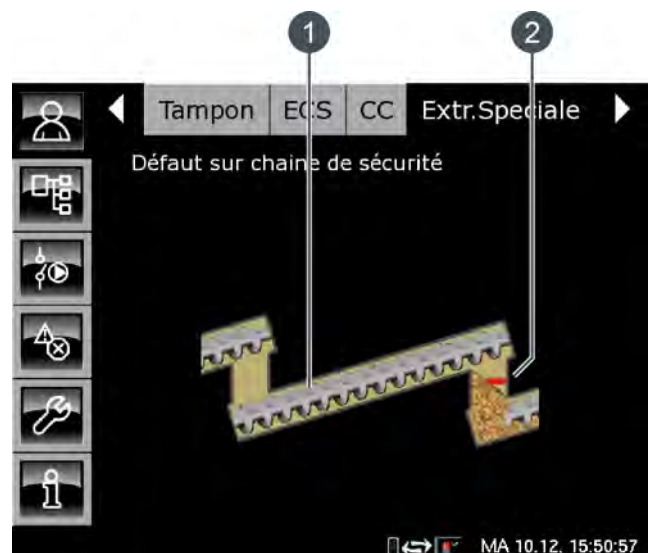 1 2
Tampon ECS CC Extr.Speciale
Défaut sur chaine de sécurité
MA 10.12. 15:50:57